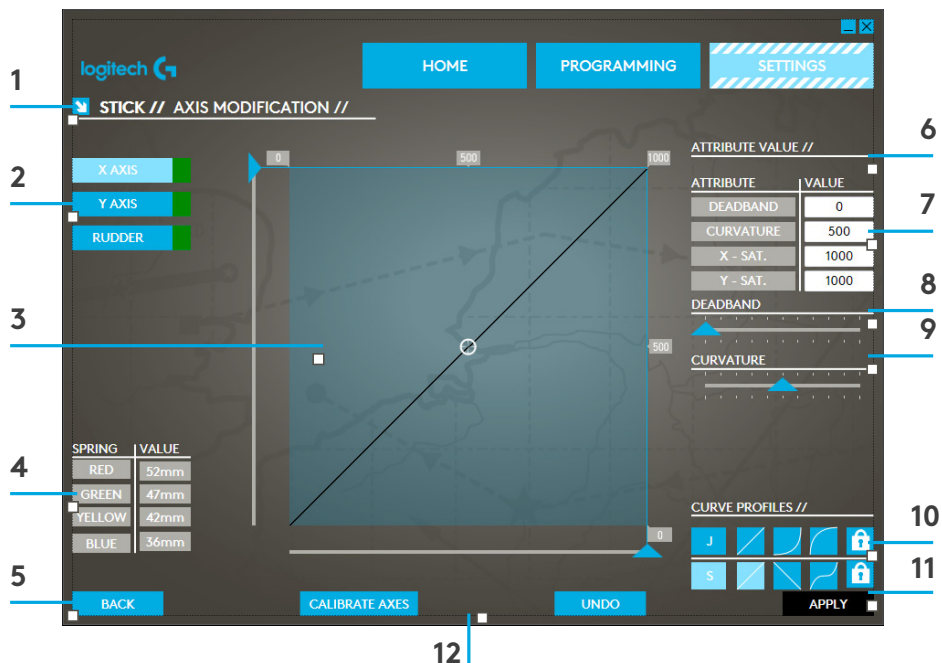 logitech G
HOME
PROGRAMMING
SETTINGS
1
STICK // AXIS MODIFICATION //
0
500
1000
ATTRIBUTE VALUE //
6
X AXIS
2
Y AXIS
RUDDER
ATTRIBUTE VALUE
DEADBAND 0
7
CURVATURE 500
X - SAT. 1000
Y - SAT. 1000
8
DEADBAND
3
9
500
CURVATURE
SPRING VALUE
4
RED 52mm
GREEN 47mm
YELLOW 42mm
BLUE 36mm
CURVE PROFILES //
10
0
J
5
11
S
BACK
CALIBRATE AXES
UNDO
APPLY
12